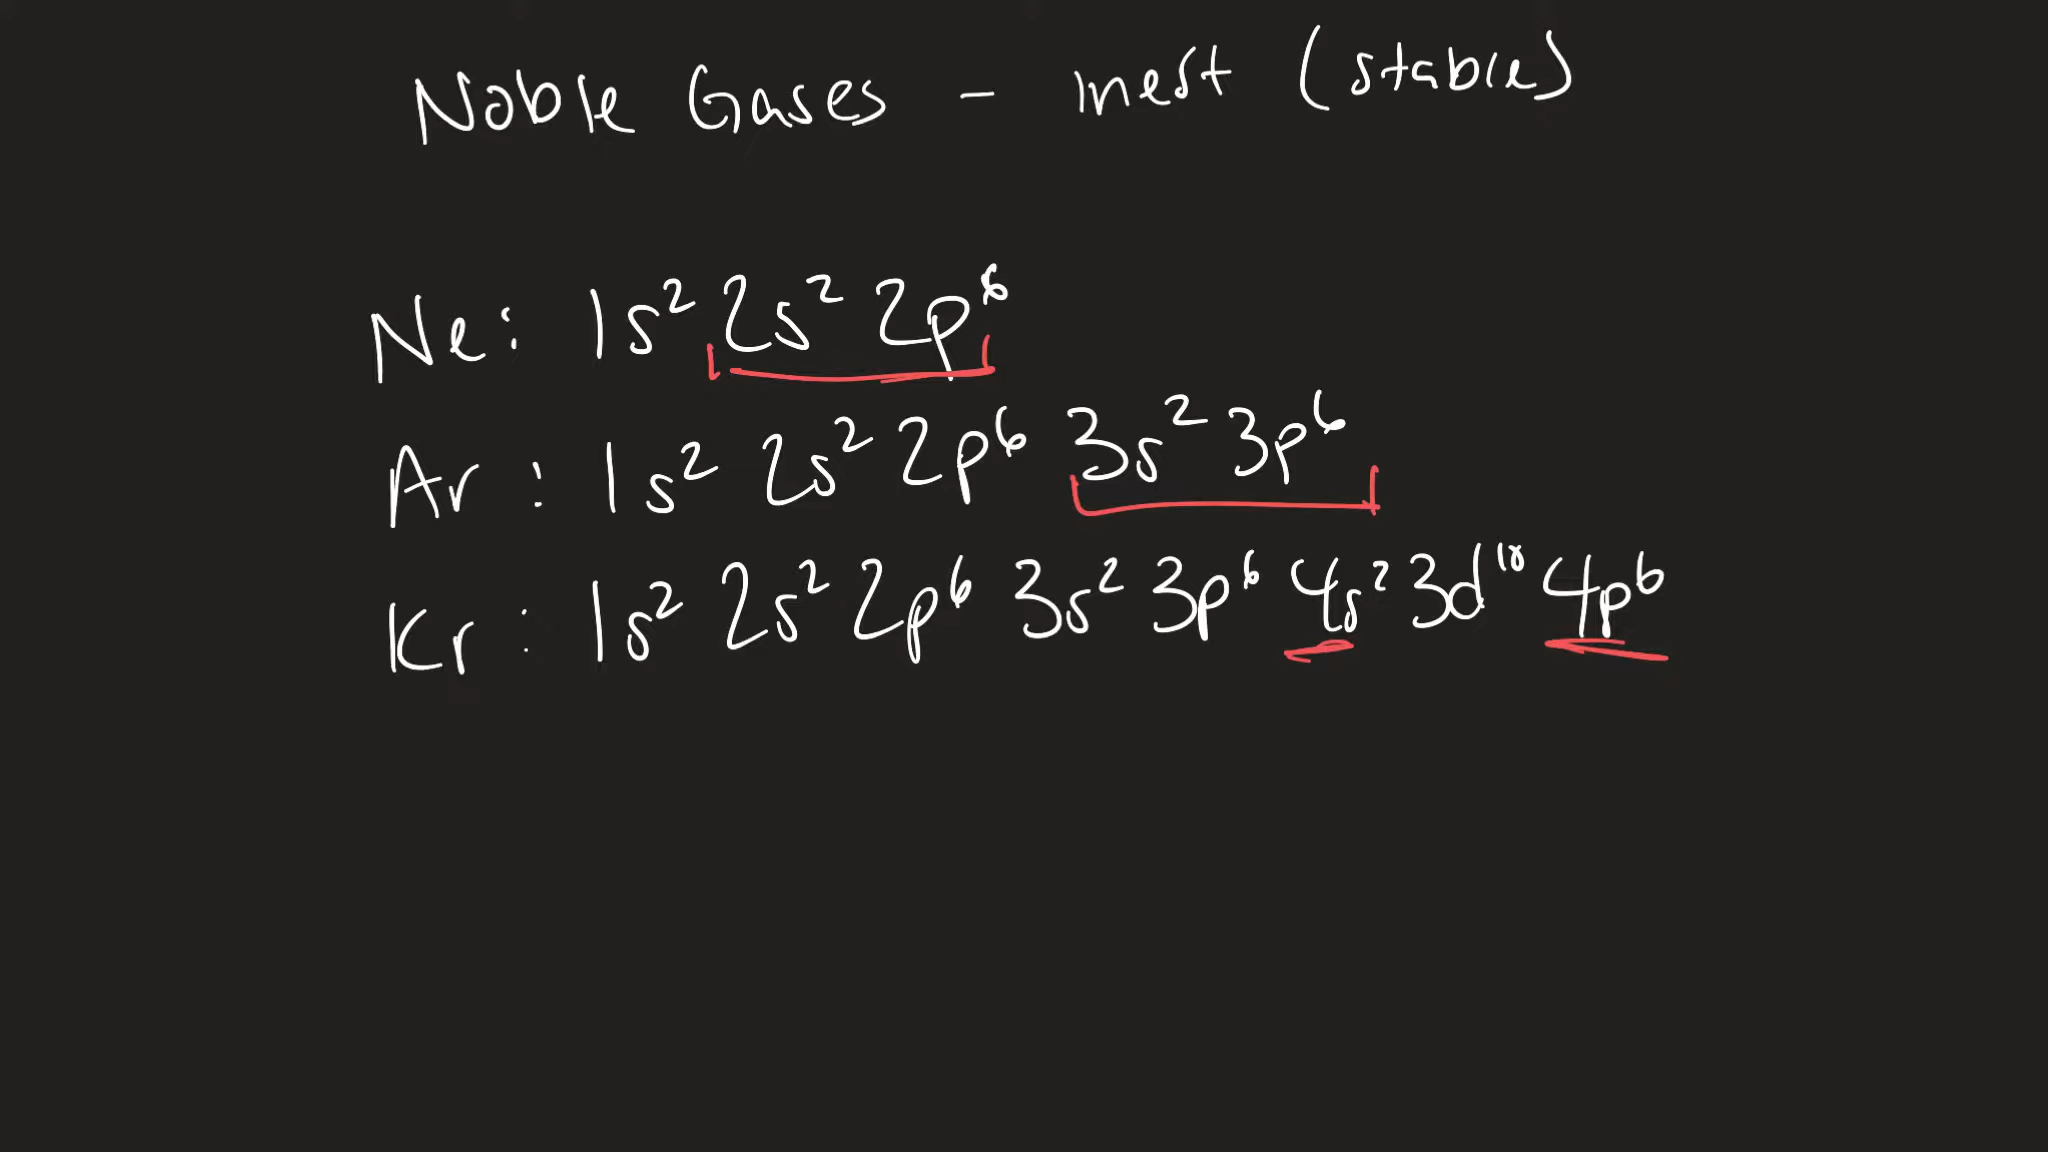 Noble Gases - inert (stable)
Ne: 1s² 2s² 2p⁶
Ar: 1s² 2s² 2p⁶ 3s² 3p⁶
Kr: 1s² 2s² 2p⁶ 3s² 3p⁶ 4s² 3d¹⁰ 4p⁶